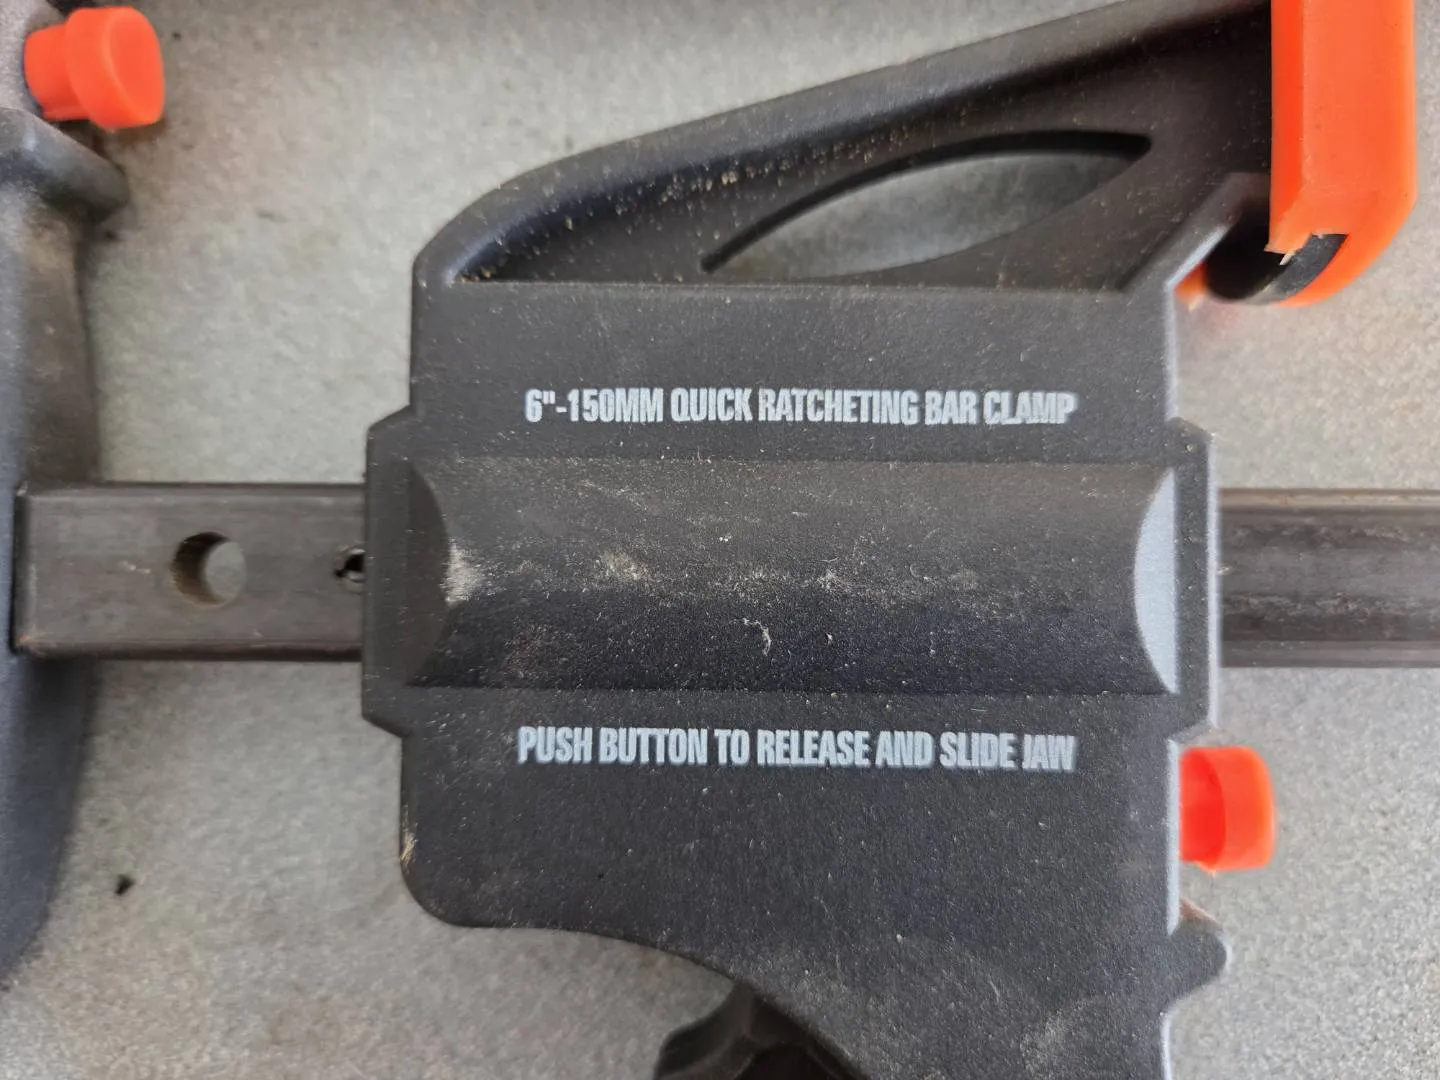 6"-150MM QUICK RATCHETING BAR CLAMP
PUSH BUTTON TO RELEASE AND SLIDE JAW